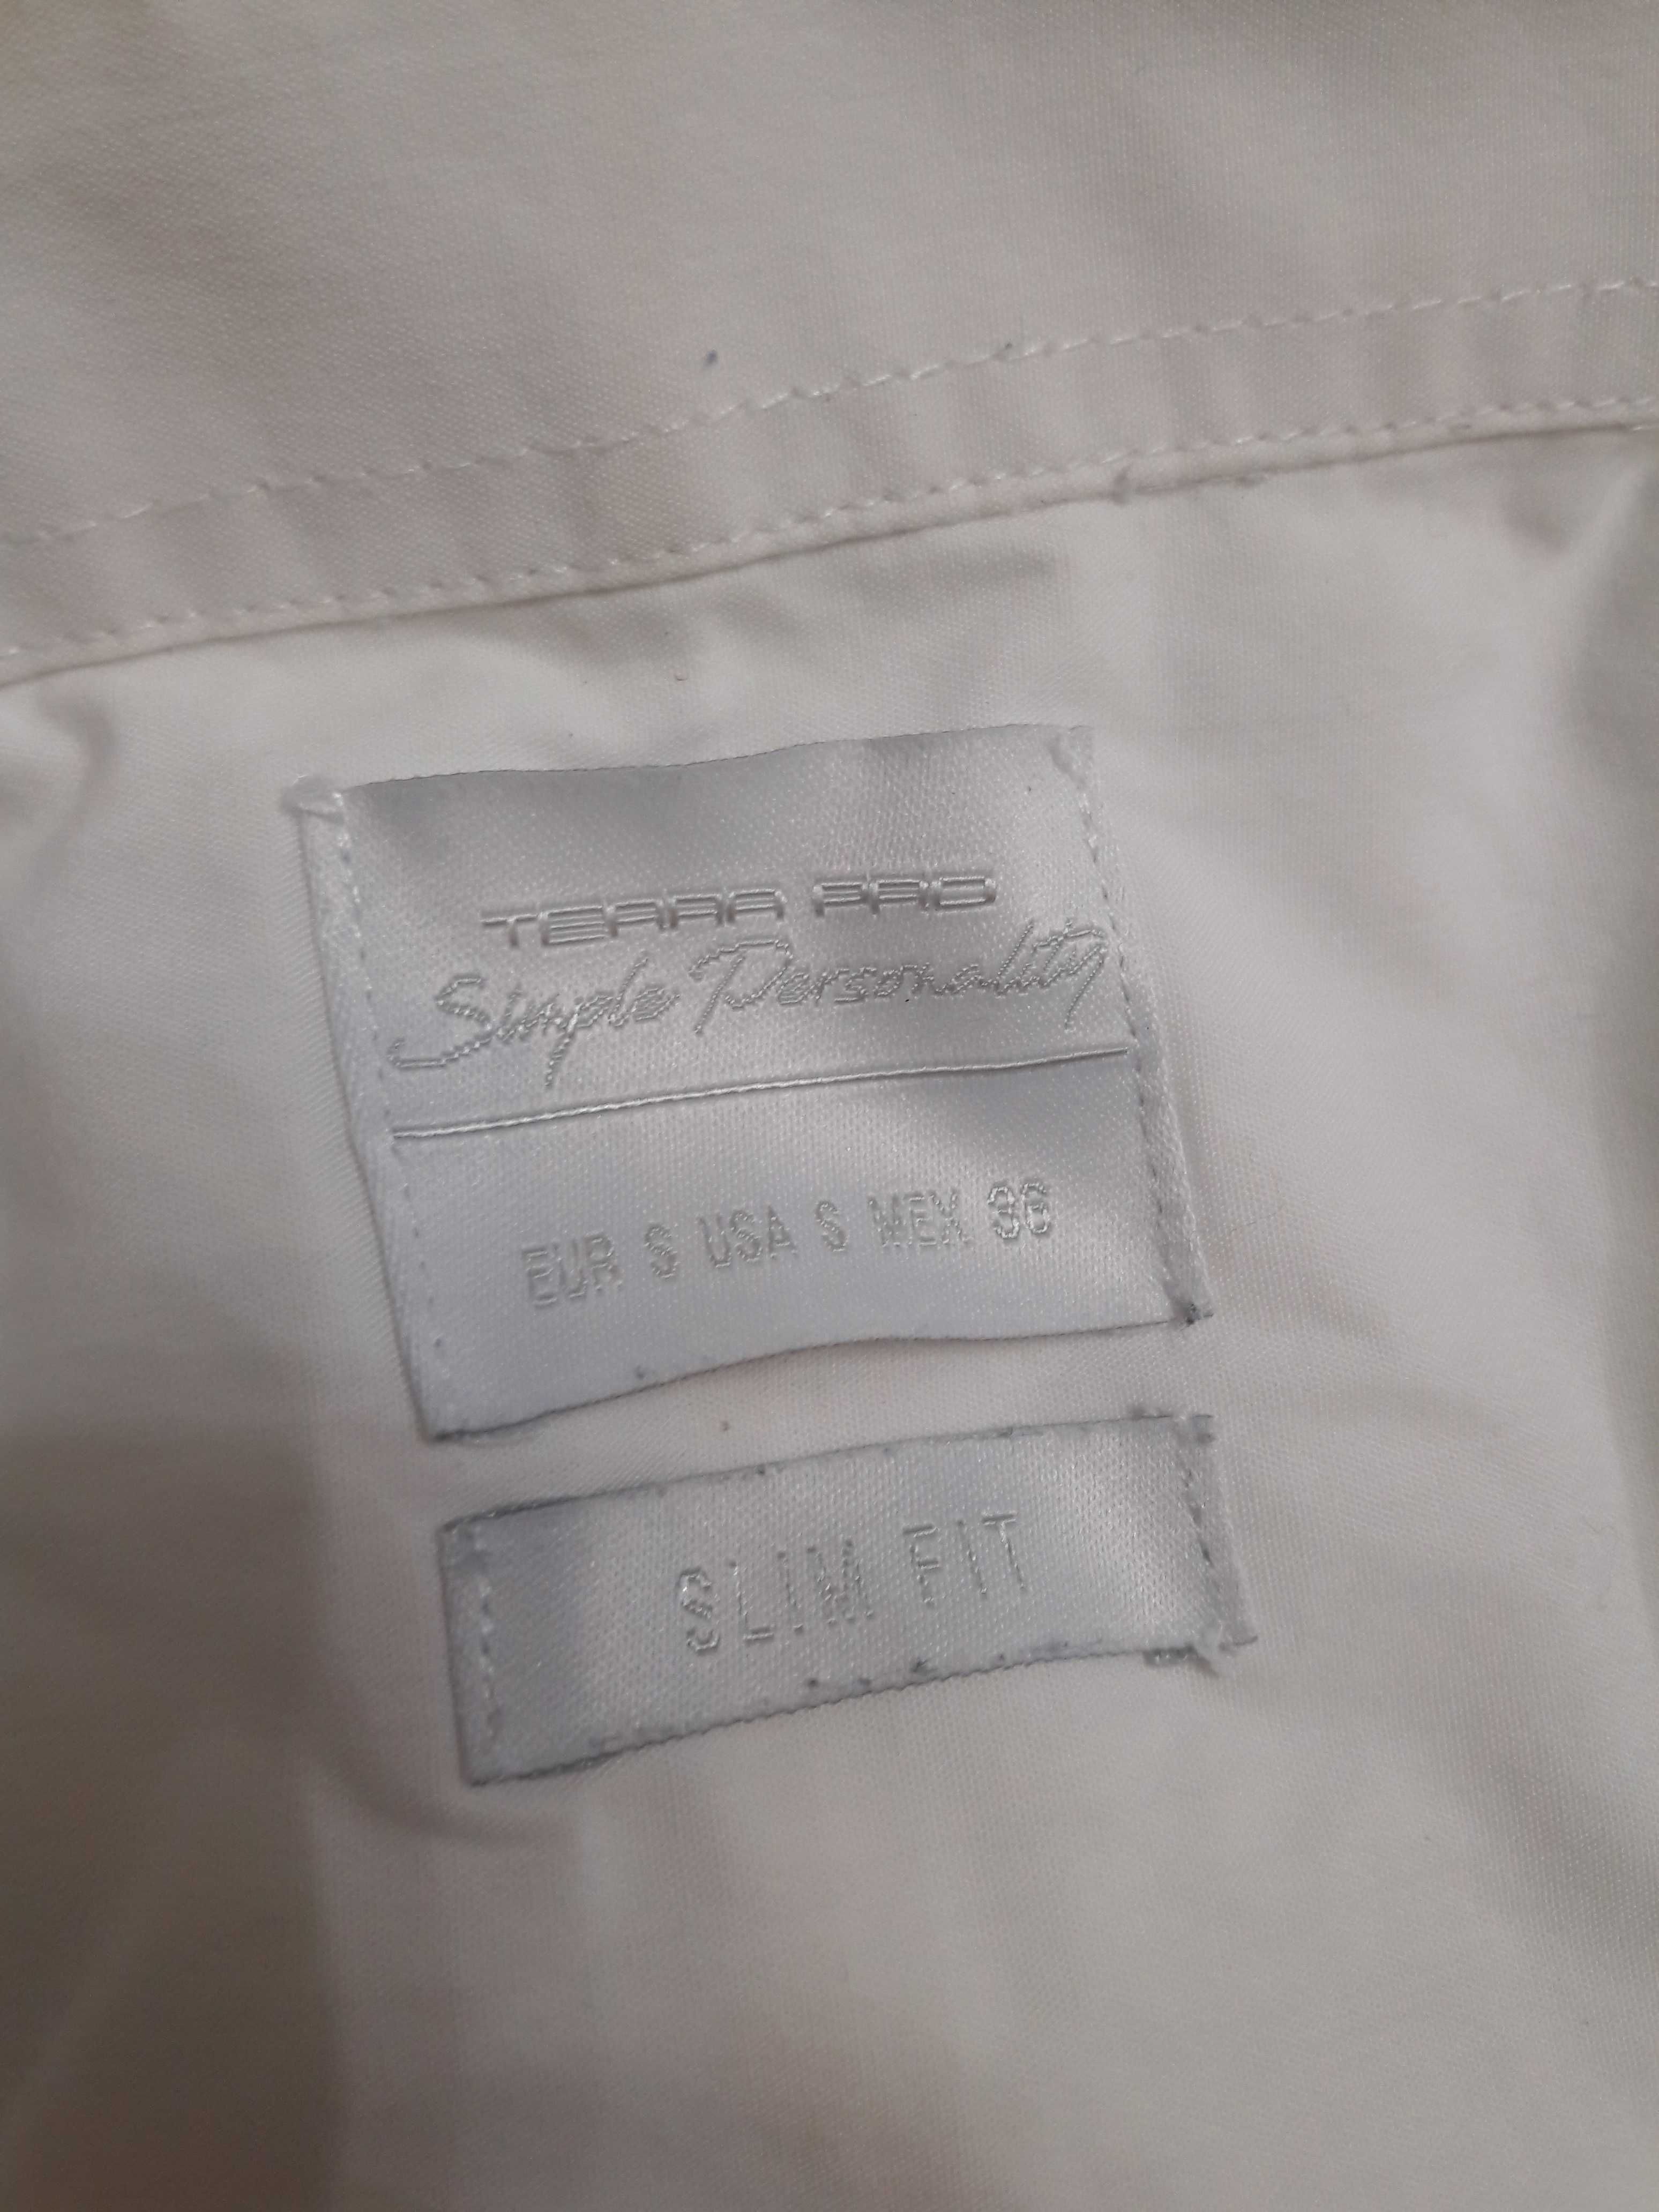 TERRA PRO
Simple Personality
EUR S USA S MEX 36
SLIM FIT